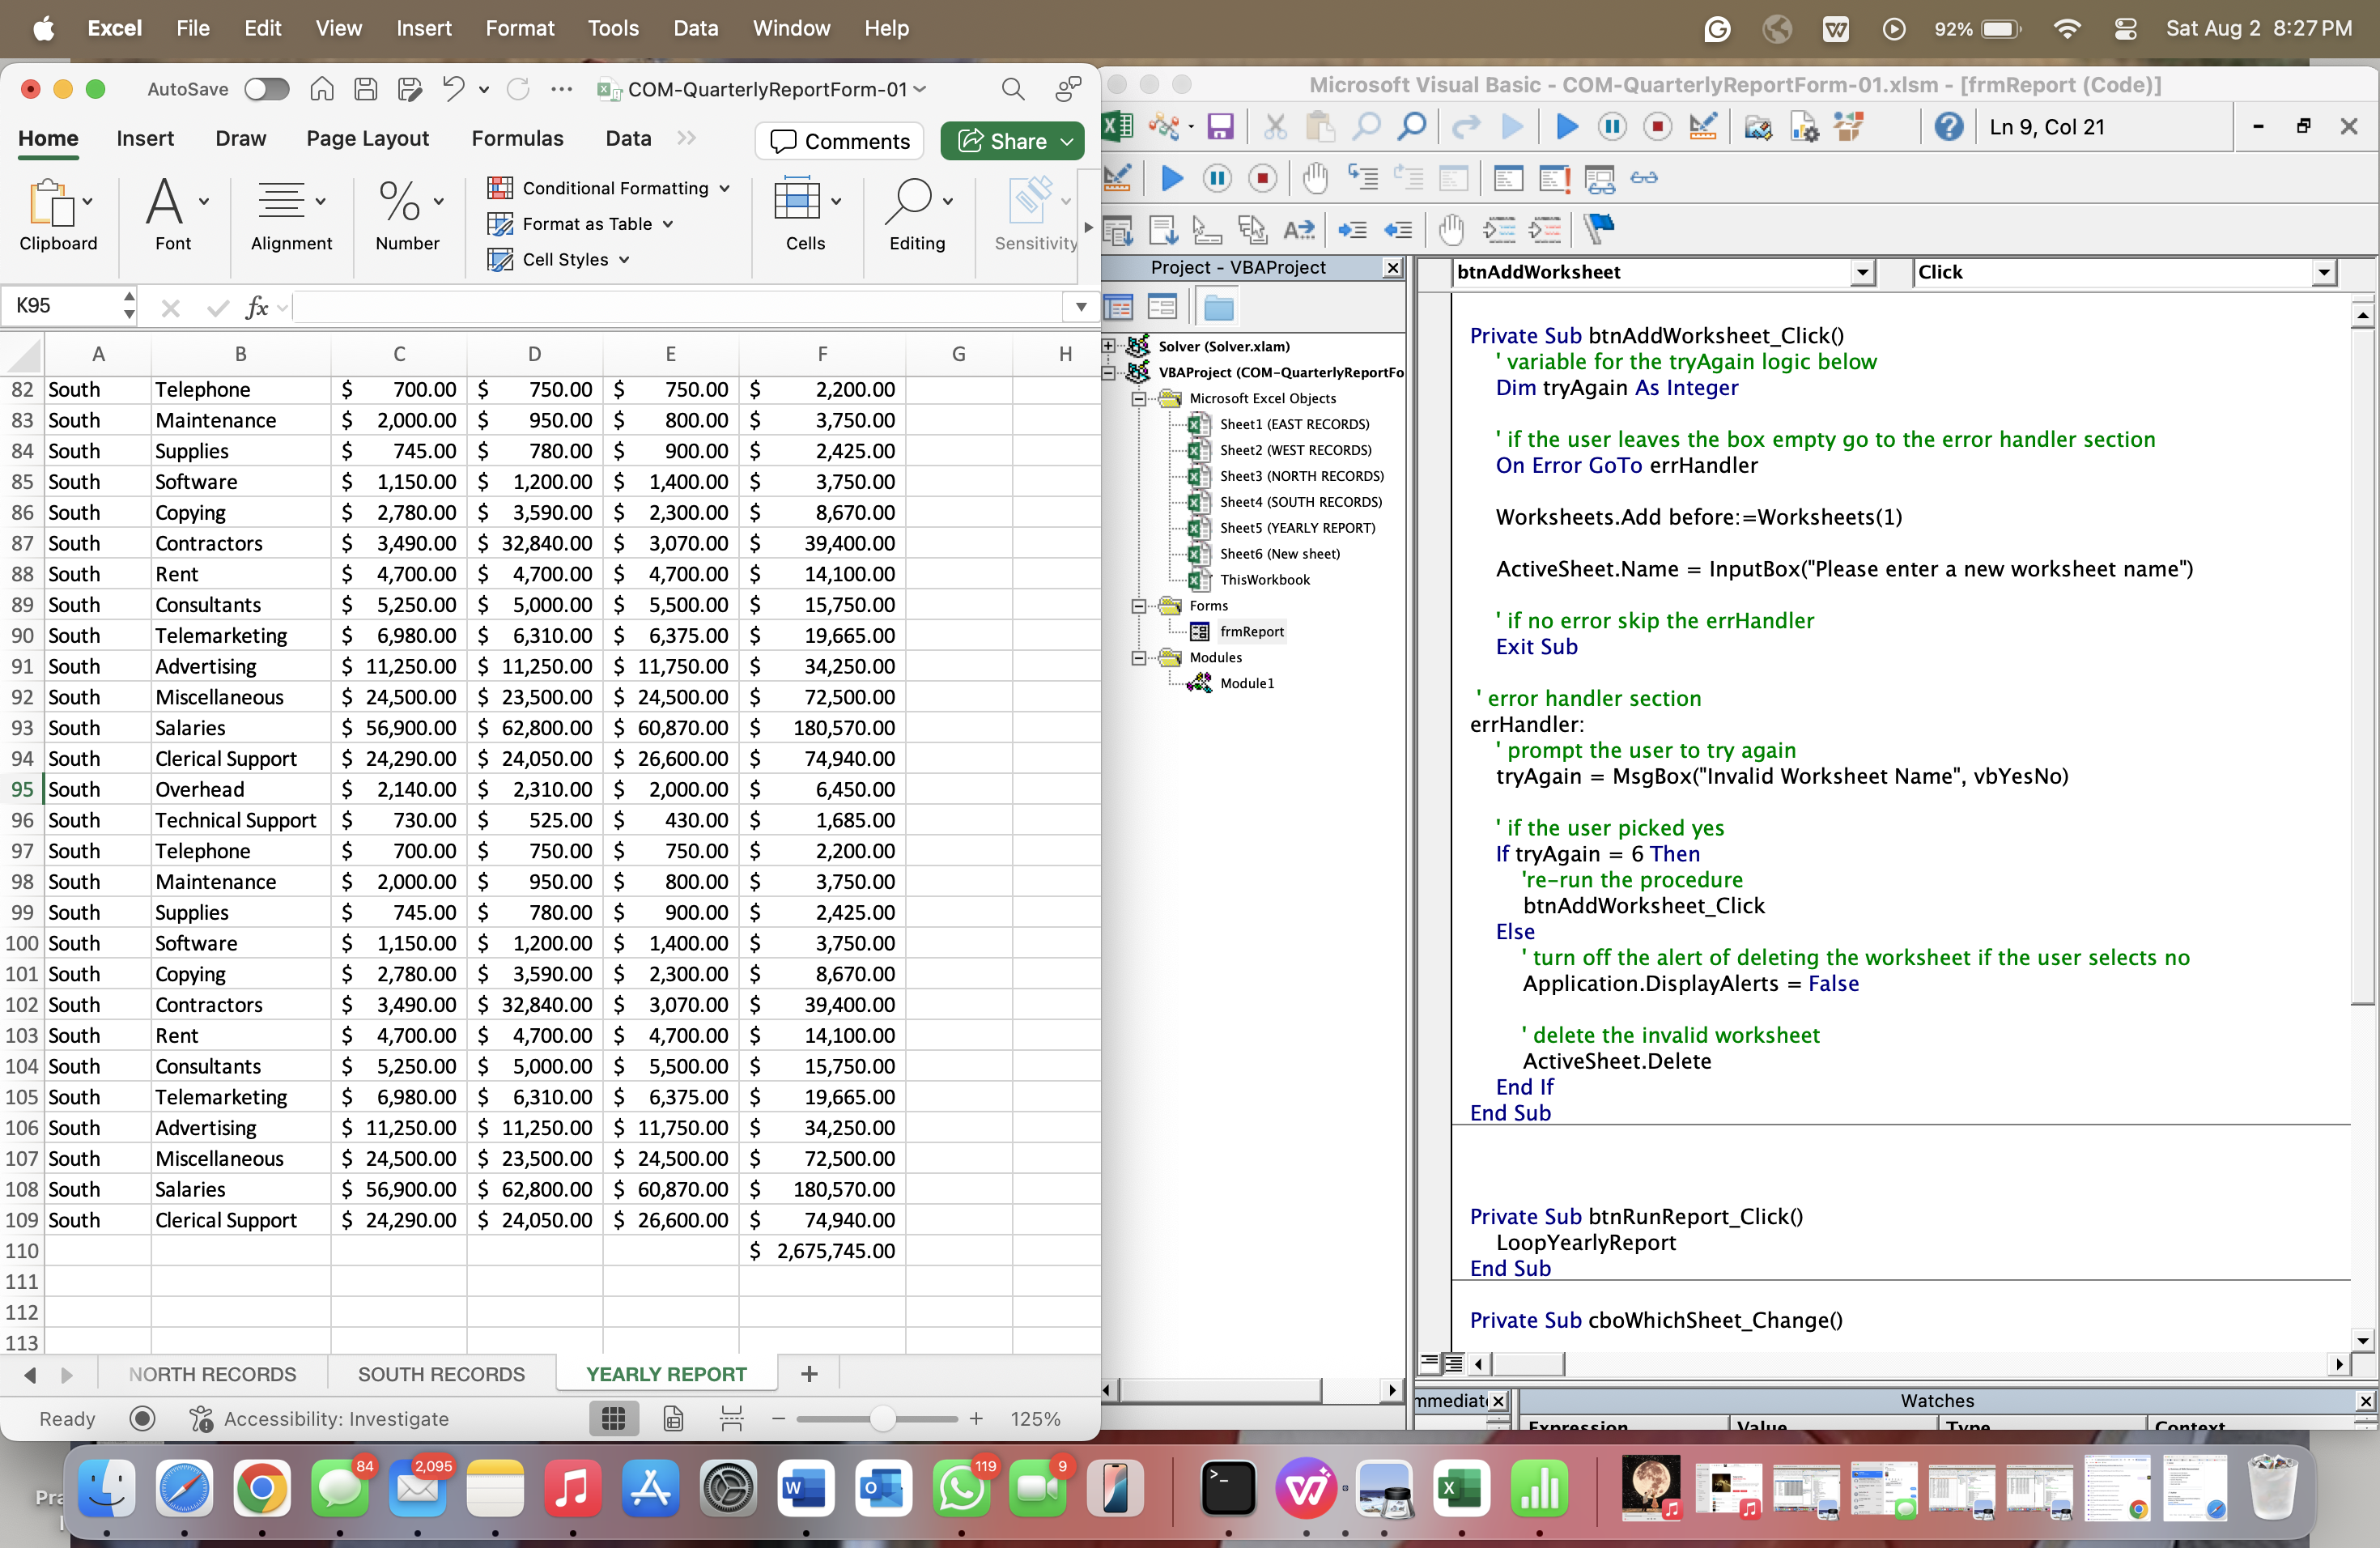 Excel File Edit View Insert Format Tools Data Window Help 92% Sat Aug 2 8:27 PM
AutoSave COM-QuarterlyReportForm-01
Home Insert Draw Page Layout Formulas Data Comments Share
Clipboard Font Alignment Number Conditional Formatting Format as Table Cell Styles Cells Editing Sensitivity
K95 fx
A B C D E F G H
82 South Telephone $ 700.00 $ 750.00 $ 750.00 $ 2,200.00
83 South Maintenance $ 2,000.00 $ 950.00 $ 800.00 $ 3,750.00
84 South Supplies $ 745.00 $ 780.00 $ 900.00 $ 2,425.00
85 South Software $ 1,150.00 $ 1,200.00 $ 1,400.00 $ 3,750.00
86 South Copying $ 2,780.00 $ 3,590.00 $ 2,300.00 $ 8,670.00
87 South Contractors $ 3,490.00 $ 32,840.00 $ 3,070.00 $ 39,400.00
88 South Rent $ 4,700.00 $ 4,700.00 $ 4,700.00 $ 14,100.00
89 South Consultants $ 5,250.00 $ 5,000.00 $ 5,500.00 $ 15,750.00
90 South Telemarketing $ 6,980.00 $ 6,310.00 $ 6,375.00 $ 19,665.00
91 South Advertising $ 11,250.00 $ 11,250.00 $ 11,750.00 $ 34,250.00
92 South Miscellaneous $ 24,500.00 $ 23,500.00 $ 24,500.00 $ 72,500.00
93 South Salaries $ 56,900.00 $ 62,800.00 $ 60,870.00 $ 180,570.00
94 South Clerical Support $ 24,290.00 $ 24,050.00 $ 26,600.00 $ 74,940.00
95 South Overhead $ 2,140.00 $ 2,310.00 $ 2,000.00 $ 6,450.00
96 South Technical Support $ 730.00 $ 525.00 $ 430.00 $ 1,685.00
97 South Telephone $ 700.00 $ 750.00 $ 750.00 $ 2,200.00
98 South Maintenance $ 2,000.00 $ 950.00 $ 800.00 $ 3,750.00
99 South Supplies $ 745.00 $ 780.00 $ 900.00 $ 2,425.00
100 South Software $ 1,150.00 $ 1,200.00 $ 1,400.00 $ 3,750.00
101 South Copying $ 2,780.00 $ 3,590.00 $ 2,300.00 $ 8,670.00
102 South Contractors $ 3,490.00 $ 32,840.00 $ 3,070.00 $ 39,400.00
103 South Rent $ 4,700.00 $ 4,700.00 $ 4,700.00 $ 14,100.00
104 South Consultants $ 5,250.00 $ 5,000.00 $ 5,500.00 $ 15,750.00
105 South Telemarketing $ 6,980.00 $ 6,310.00 $ 6,375.00 $ 19,665.00
106 South Advertising $ 11,250.00 $ 11,250.00 $ 11,750.00 $ 34,250.00
107 South Miscellaneous $ 24,500.00 $ 23,500.00 $ 24,500.00 $ 72,500.00
108 South Salaries $ 56,900.00 $ 62,800.00 $ 60,870.00 $ 180,570.00
109 South Clerical Support $ 24,290.00 $ 24,050.00 $ 26,600.00 $ 74,940.00
110 $ 2,675,745.00
111
112
113
NORTH RECORDS SOUTH RECORDS YEARLY REPORT +
Ready Accessibility: Investigate 125%
Microsoft Visual Basic - COM-QuarterlyReportForm-01.xlsm - [frmReport (Code)]
Ln 9, Col 21
Project - VBAProject
Solver (Solver.xlam)
VBAProject (COM-QuarterlyReportFo
Microsoft Excel Objects
Sheet1 (EAST RECORDS)
Sheet2 (WEST RECORDS)
Sheet3 (NORTH RECORDS)
Sheet4 (SOUTH RECORDS)
Sheet5 (YEARLY REPORT)
Sheet6 (New sheet)
ThisWorkbook
Forms
frmReport
Modules
Module1
btnAddWorksheet Click
Private Sub btnAddWorksheet_Click()
' variable for the tryAgain logic below
Dim tryAgain As Integer
' if the user leaves the box empty go to the error handler section
On Error GoTo errHandler
Worksheets.Add before:=Worksheets(1)
ActiveSheet.Name = InputBox("Please enter a new worksheet name")
' if no error skip the errHandler
Exit Sub
' error handler section
errHandler:
' prompt the user to try again
tryAgain = MsgBox("Invalid Worksheet Name", vbYesNo)
' if the user picked yes
If tryAgain = 6 Then
're-run the procedure
btnAddWorksheet_Click
Else
' turn off the alert of deleting the worksheet if the user selects no
Application.DisplayAlerts = False
' delete the invalid worksheet
ActiveSheet.Delete
End If
End Sub
Private Sub btnRunReport_Click()
LoopYearlyReport
End Sub
Private Sub cboWhichSheet_Change()
mmediat Watches
Expression Value Type Context
84 2,095 119 9